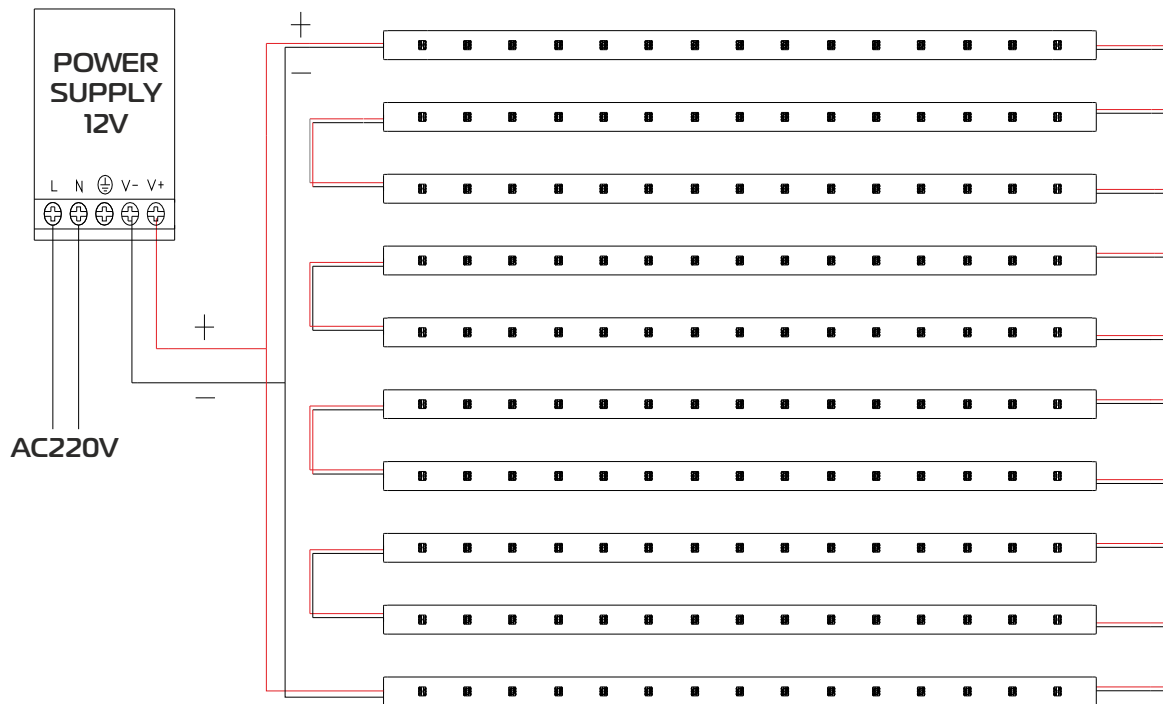 POWER
SUPPLY
12V
L N V- V+
+
−
+
−
AC220V